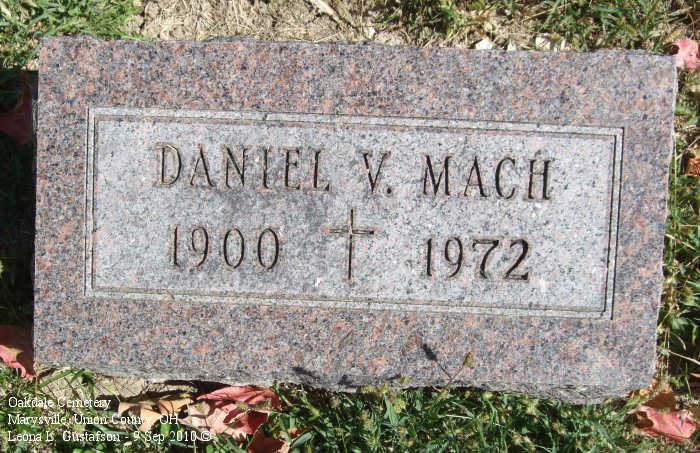 DANIEL V. MACH
1900 1972
Oakdale Cemetery
Marysville, Union County, OH
Leona L. Gustafson - 9 Sep 2010 ©